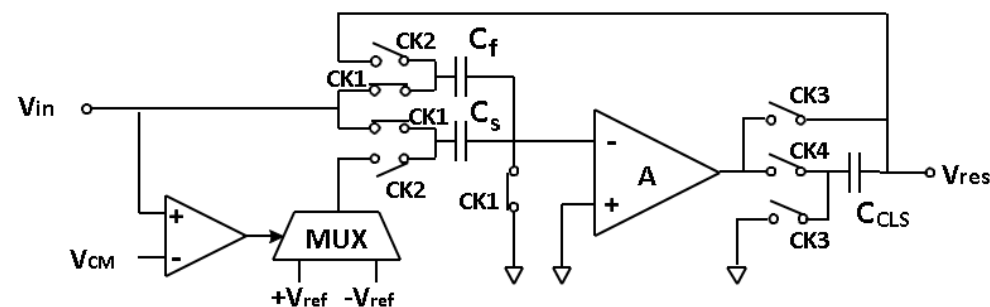 CK2
Cf
CK1
Vin
CK1
Cs
CK3
CK2
CK4
A
Vres
CK1
CCLS
CK3
+
-
-
+
VCM
MUX
+Vref
-Vref